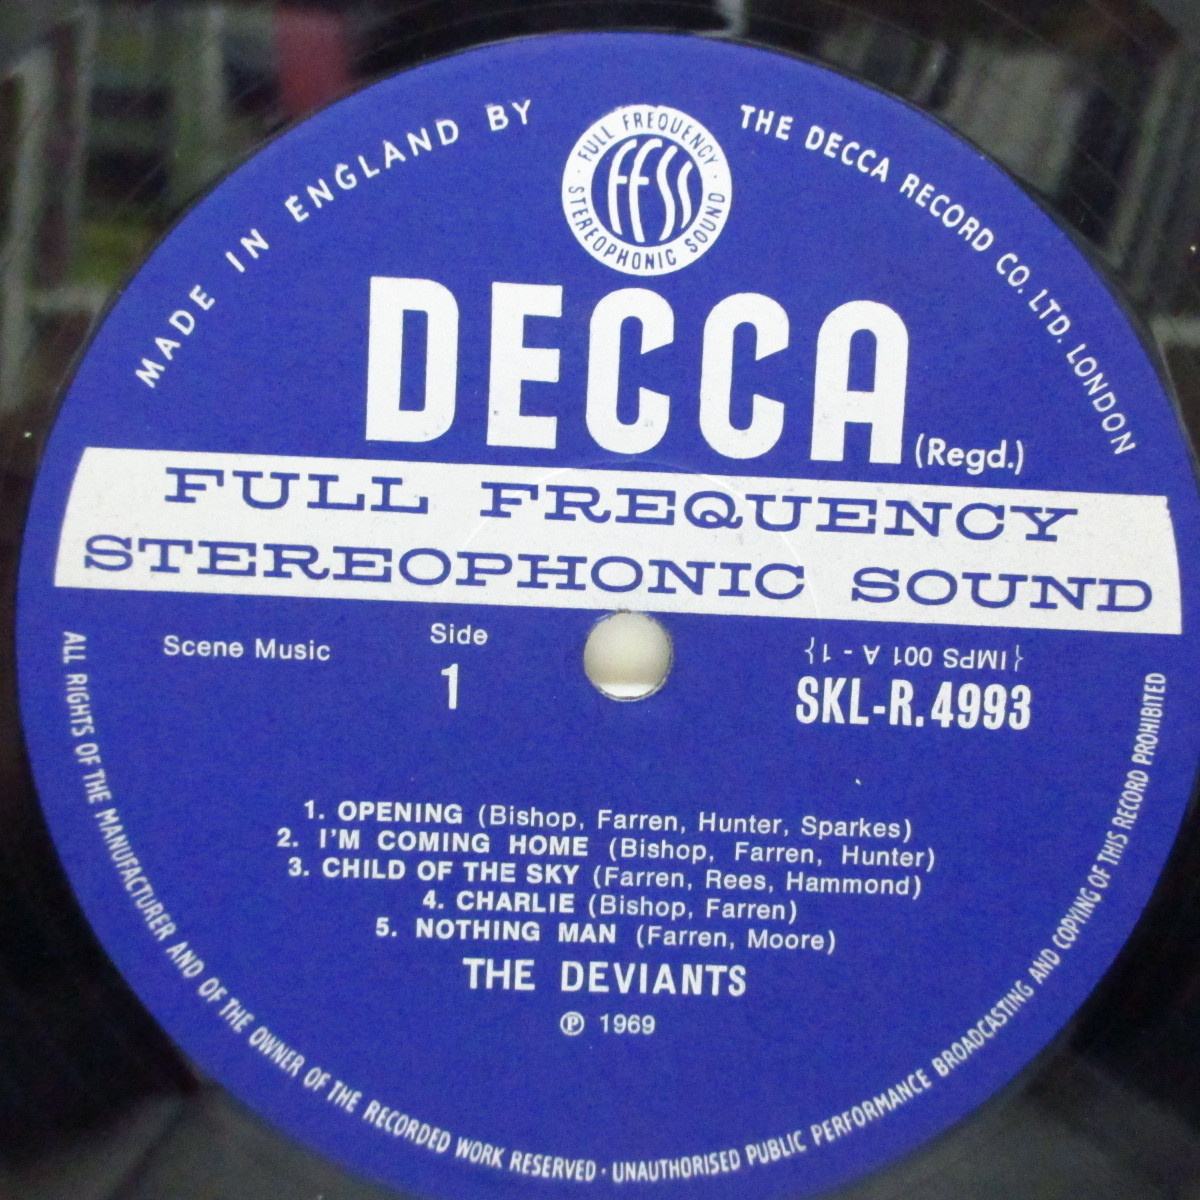 MADE IN ENGLAND BY
THE DECCA RECORD CO. LTD. LONDON
· FULL FREQUENCY ·
STEREOPHONIC SOUND
FFSS
DECCA (Regd.)
FULL FREQUENCY
STEREOPHONIC SOUND
Scene Music
Side
1
{IMPS 001 A - 1}
SKL-R.4993
1. OPENING (Bishop, Farren, Hunter, Sparkes)
2. I'M COMING HOME (Bishop, Farren, Hunter)
3. CHILD OF THE SKY (Farren, Rees, Hammond)
4. CHARLIE (Bishop, Farren)
5. NOTHING MAN (Farren, Moore)
THE DEVIANTS
℗ 1969
ALL RIGHTS OF THE MANUFACTURER AND OF THE OWNER OF THE RECORDED WORK RESERVED · UNAUTHORISED PUBLIC PERFORMANCE BROADCASTING AND COPYING OF THIS RECORD PROHIBITED